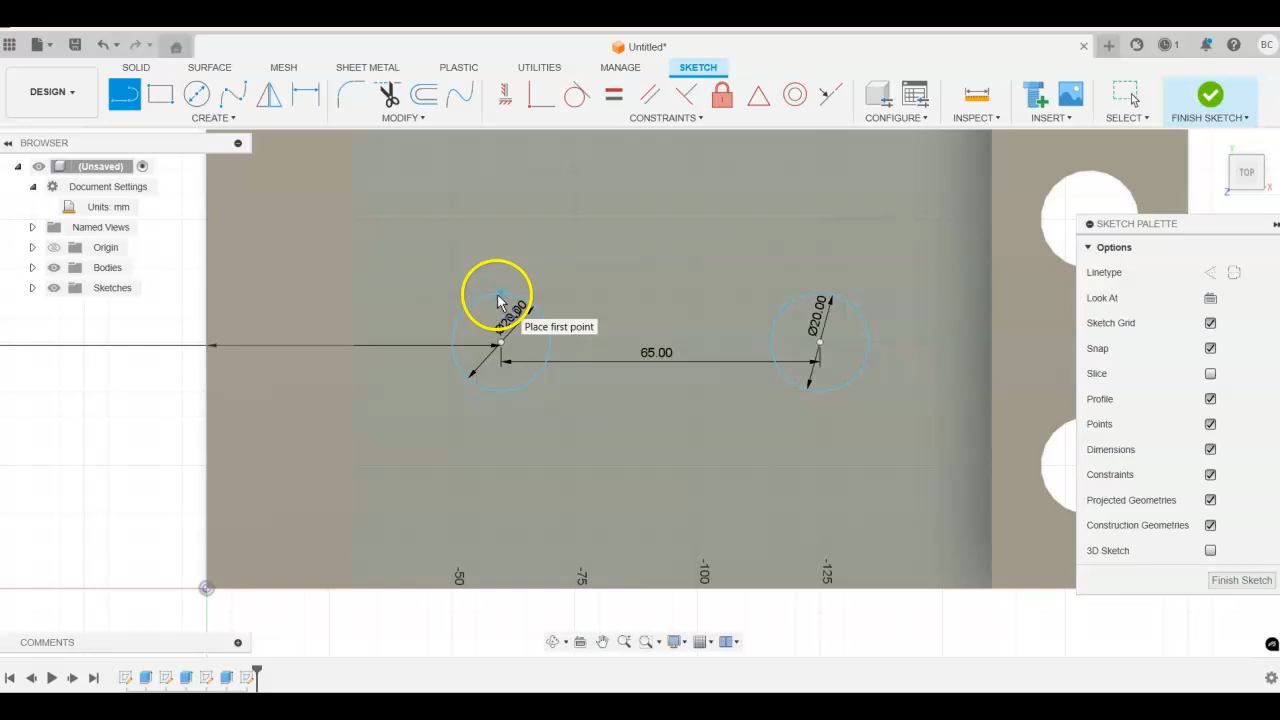 Untitled*
1
BC
SOLID
SURFACE
MESH
SHEET METAL
PLASTIC
UTILITIES
MANAGE
SKETCH
DESIGN
CREATE
MODIFY
CONSTRAINTS
CONFIGURE
INSPECT
INSERT
SELECT
FINISH SKETCH
BROWSER
(Unsaved)
Document Settings
Units: mm
Named Views
Origin
Bodies
Sketches
Y
TOP
X
Z
Ø20.00
Place first point
65.00
Ø20.00
SKETCH PALETTE
Options
Linetype
Look At
Sketch Grid
Snap
Slice
Profile
Points
Dimensions
Constraints
Projected Geometries
Construction Geometries
3D Sketch
Finish Sketch
-50
-75
-100
-125
COMMENTS